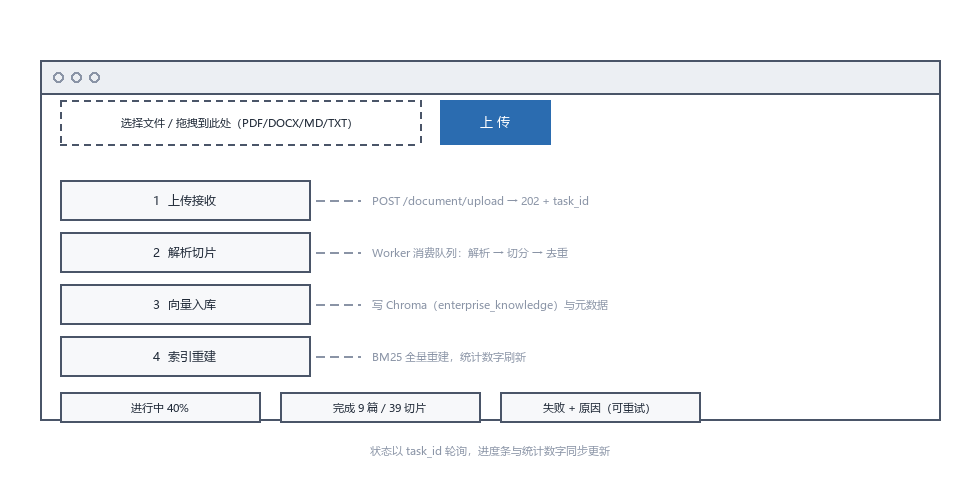 选择文件 / 拖拽到此处（PDF/DOCX/MD/TXT）
上 传
1 上传接收
POST /document/upload → 202 + task_id
2 解析切片
Worker 消费队列：解析 → 切分 → 去重
3 向量入库
写 Chroma（enterprise_knowledge）与元数据
4 索引重建
BM25 全量重建，统计数字刷新
进行中 40%
完成 9 篇 / 39 切片
失败 + 原因（可重试）
状态以 task_id 轮询，进度条与统计数字同步更新